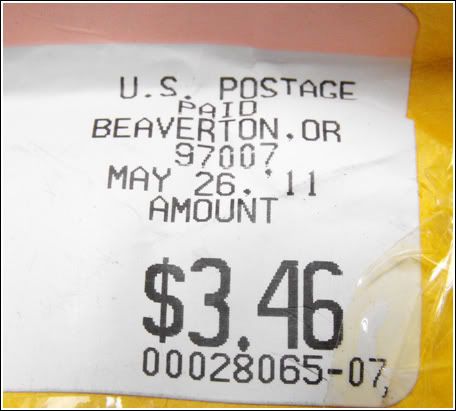 U.S. POSTAGE
PAID
BEAVERTON,OR
97007
MAY 26,'11
AMOUNT
$3.46
00028065-07